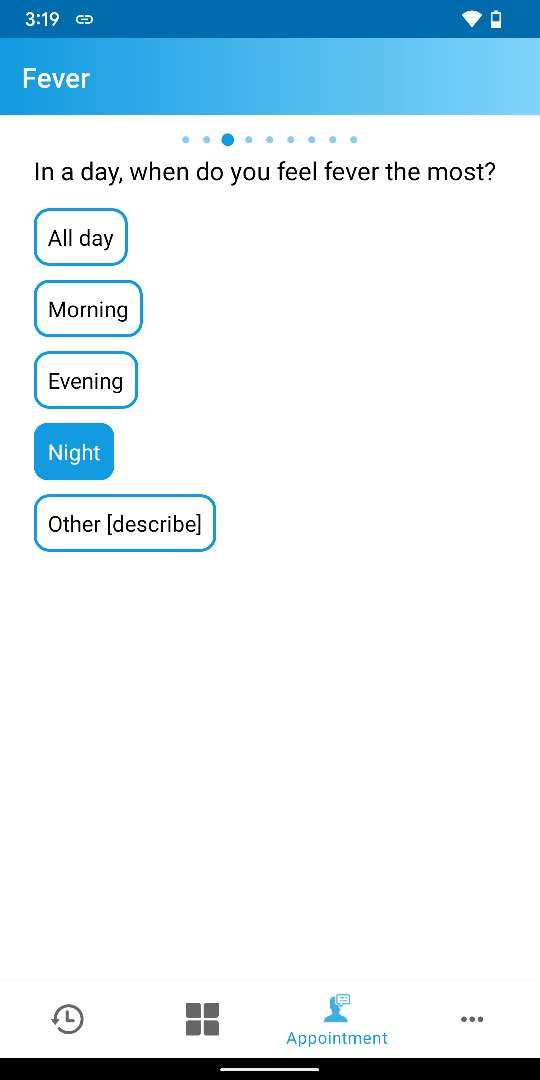 3:19
Fever
In a day, when do you feel fever the most?
All day
Morning
Evening
Night
Other [describe]
Appointment